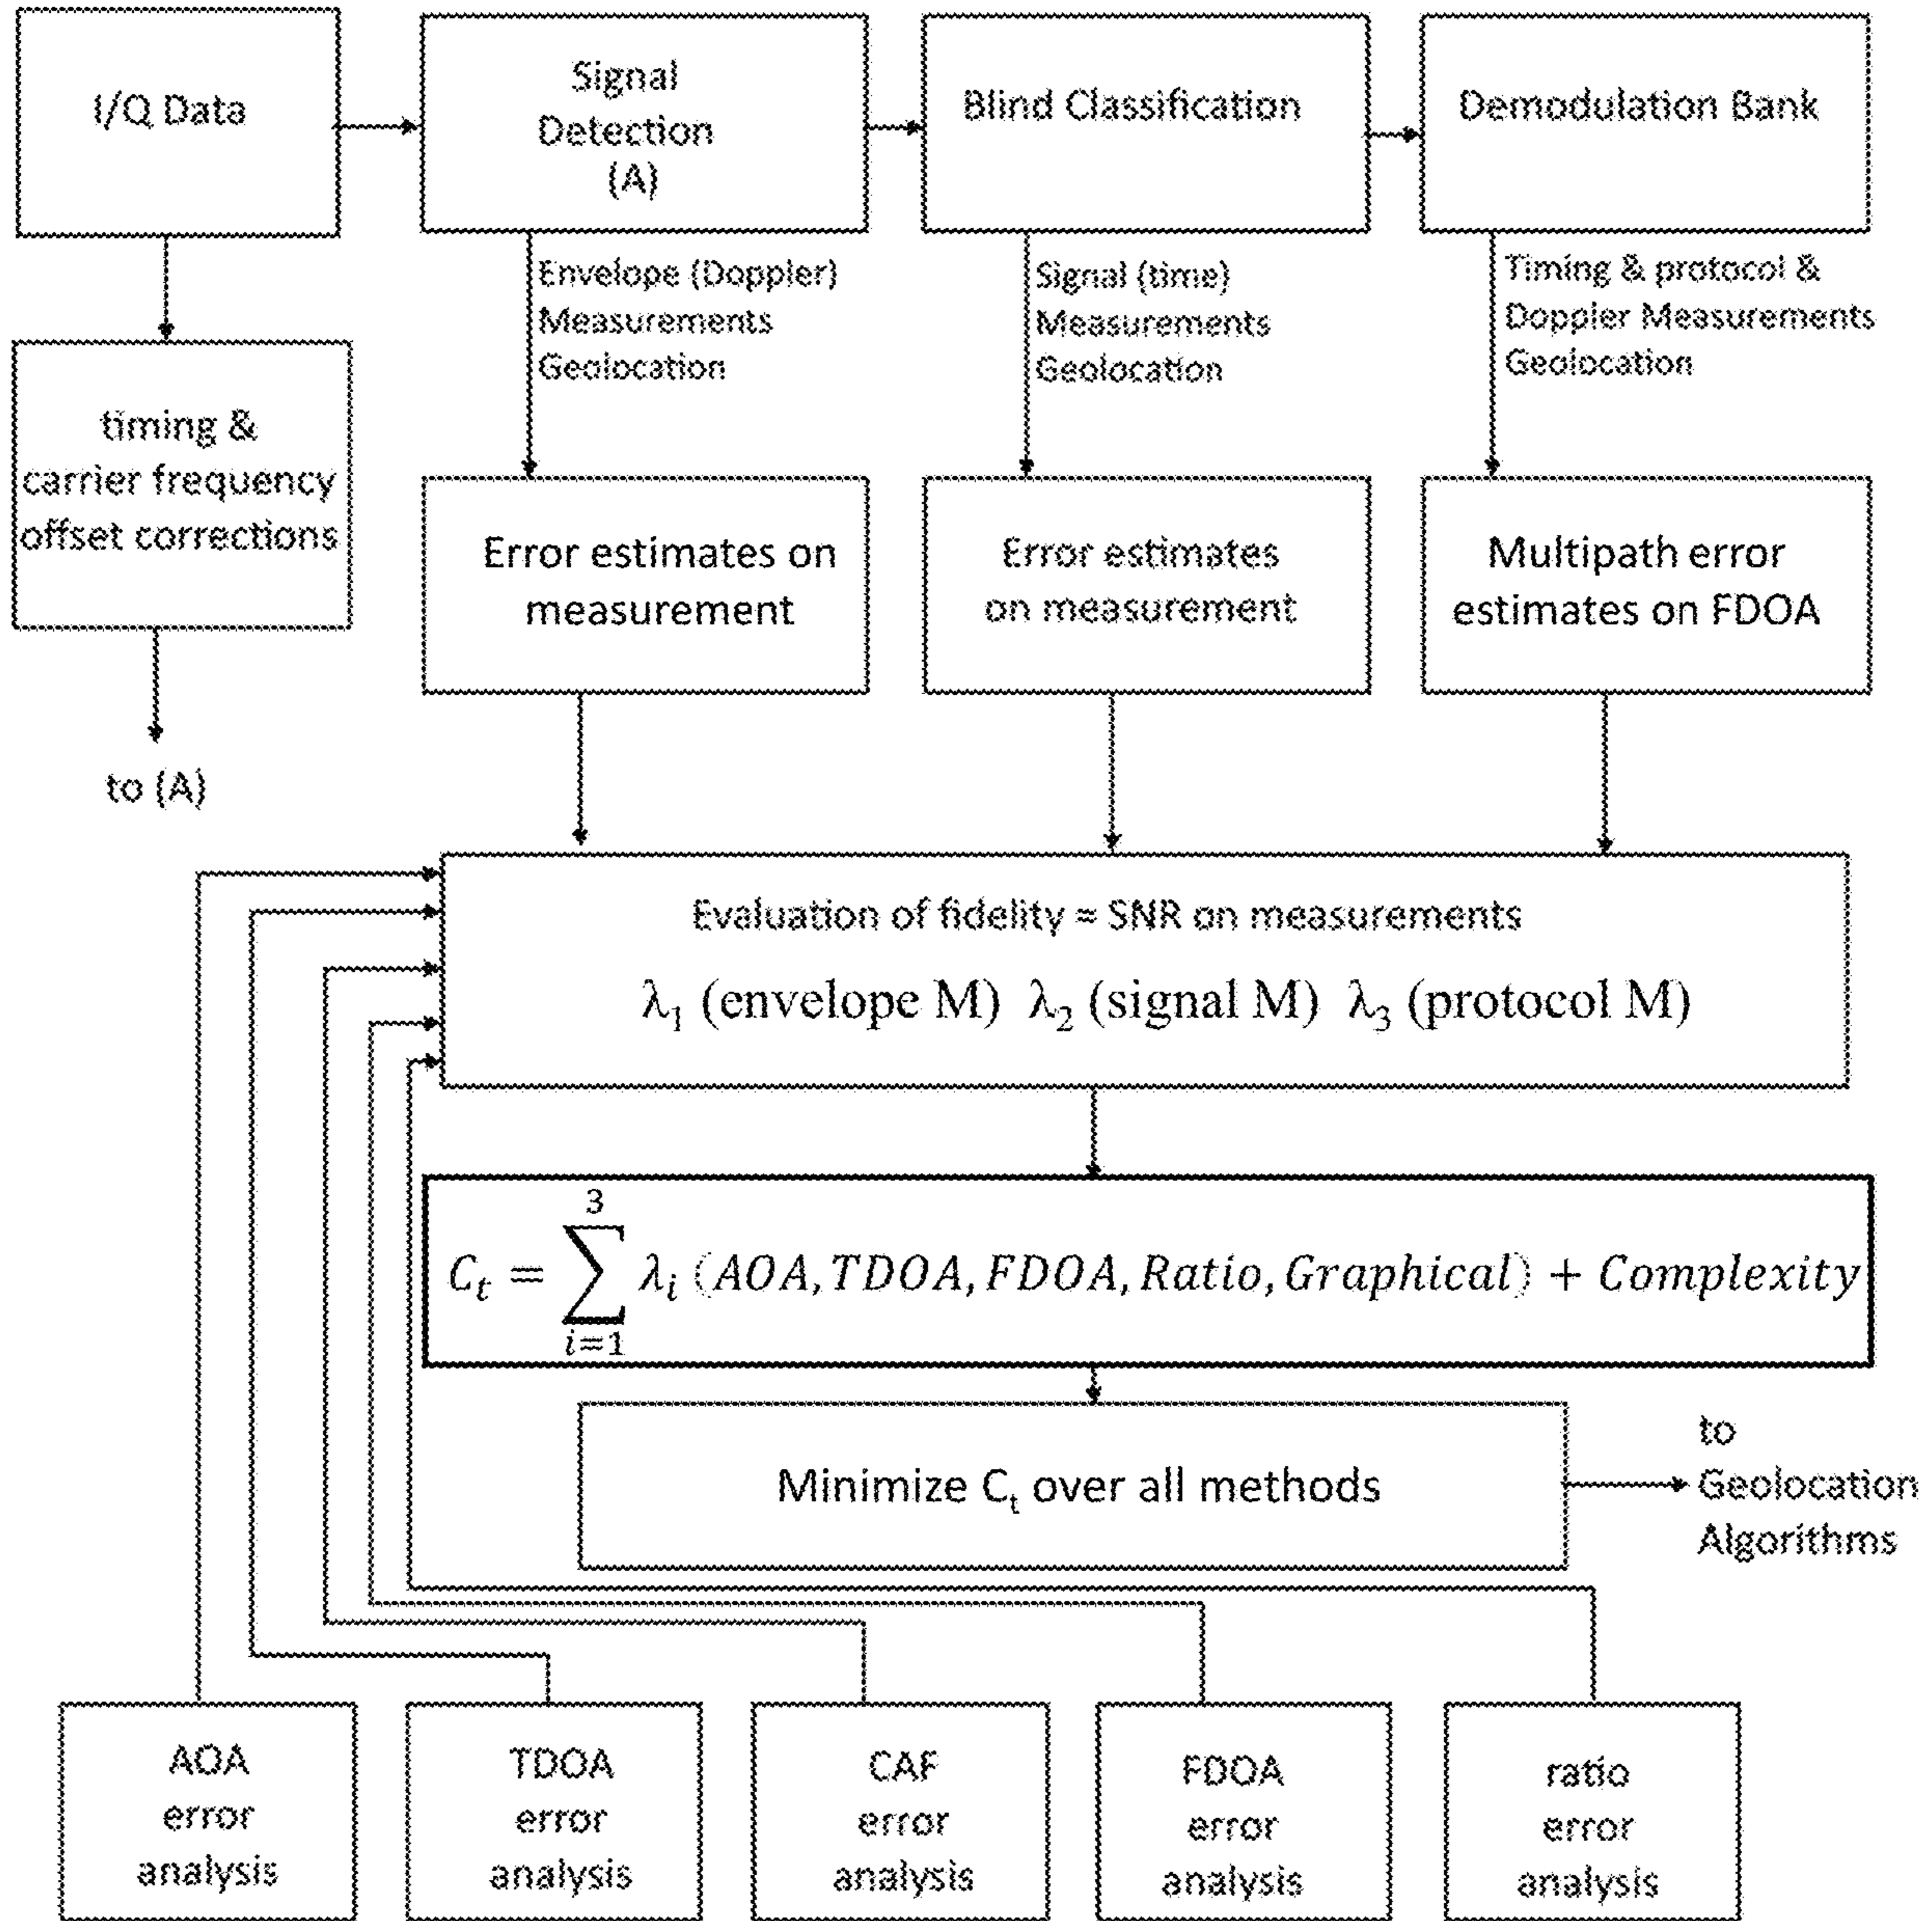 I/Q Data
Signal
Detection
(A)
Blind Classification
Demodulation Bank
Envelope (Doppler)
Measurements
Geolocation
Signal (time)
Measurements
Geolocation
Timing & protocol &
Doppler Measurements
Geolocation
timing &
carrier frequency
offset corrections
to (A)
Error estimates on
measurement
Error estimates
on measurement
Multipath error
estimates on FDOA
Evaluation of fidelity = SNR on measurements
λ₁ (envelope M) λ₂ (signal M) λ₃ (protocol M)
C_t = ∑_{i=1}^{3} λ_i (AOA, TDOA, FDOA, Ratio, Graphical) + Complexity
Minimize C_t over all methods
to
Geolocation
Algorithms
AOA
error
analysis
TDOA
error
analysis
CAF
error
analysis
FDOA
error
analysis
ratio
error
analysis